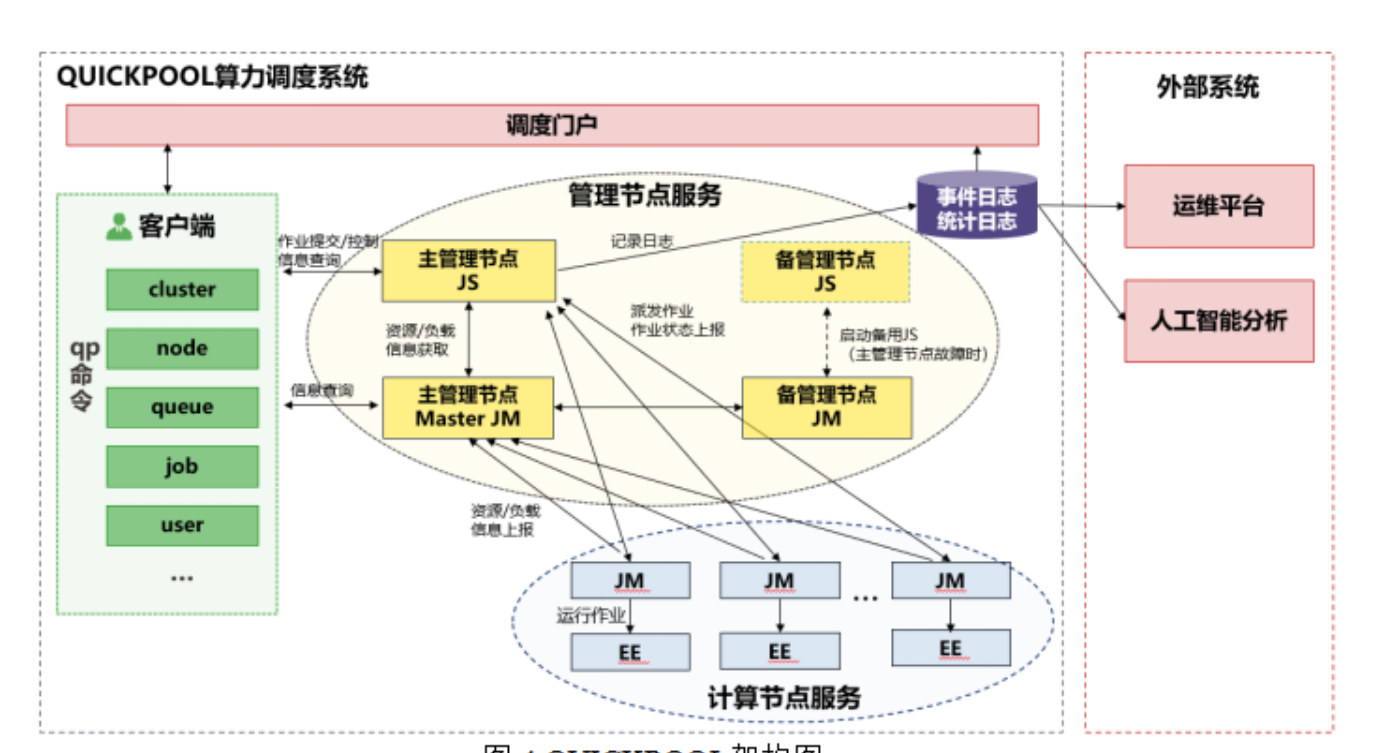 QUICKPOOL算力调度系统
外部系统
调度门户
客户端
qp
命
令
cluster
node
queue
job
user
...
作业提交/控制
信息查询
信息查询
管理节点服务
主管理节点
JS
记录日志
备管理节点
JS
事件日志
统计日志
资源/负载
信息获取
派发作业
作业状态上报
启动备用JS
（主管理节点故障时）
主管理节点
Master JM
备管理节点
JM
资源/负载
信息上报
JM
JM
...
JM
运行作业
EE
EE
EE
计算节点服务
运维平台
人工智能分析